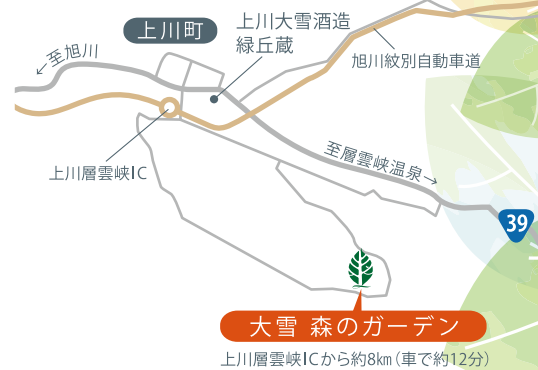 上川町
上川大雪酒造
緑丘蔵
←至旭川
旭川紋別自動車道
上川層雲峡IC
至層雲峡温泉→
39
大雪 森のガーデン
上川層雲峡ICから約8km(車で約12分)